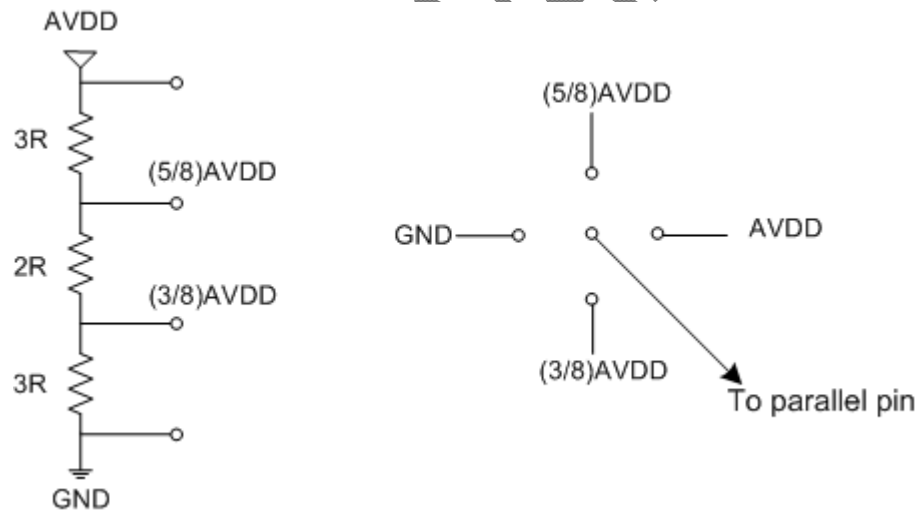 AVDD
3R
(5/8)AVDD
2R
(3/8)AVDD
3R
GND
(5/8)AVDD
GND
AVDD
(3/8)AVDD
To parallel pin